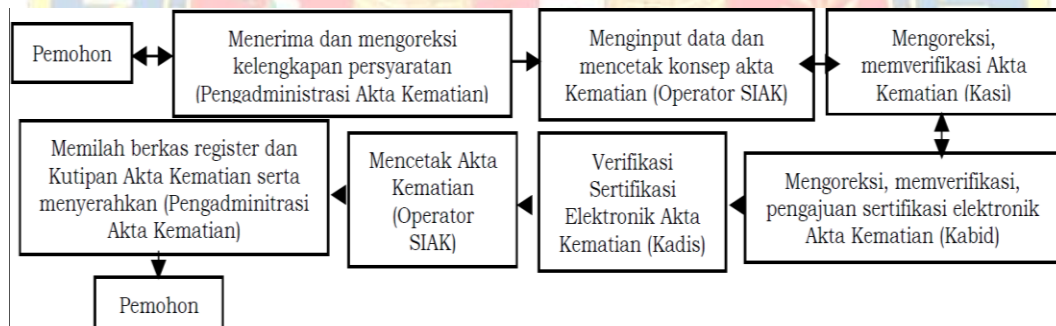 Pemohon
Menerima dan mengoreksi
kelengkapan persyaratan
(Pengadministrasi Akta Kematian)
Menginput data dan
mencetak konsep akta
Kematian (Operator SIAK)
Mengoreksi,
memverifikasi Akta
Kematian (Kasi)
Mengoreksi, memverifikasi,
pengajuan sertifikasi elektronik
Akta Kematian (Kabid)
Verifikasi
Sertifikasi
Elektronik Akta
Kematian (Kadis)
Mencetak Akta
Kematian
(Operator
SIAK)
Memilah berkas register dan
Kutipan Akta Kematian serta
menyerahkan (Pengadminitrasi
Akta Kematian)
Pemohon